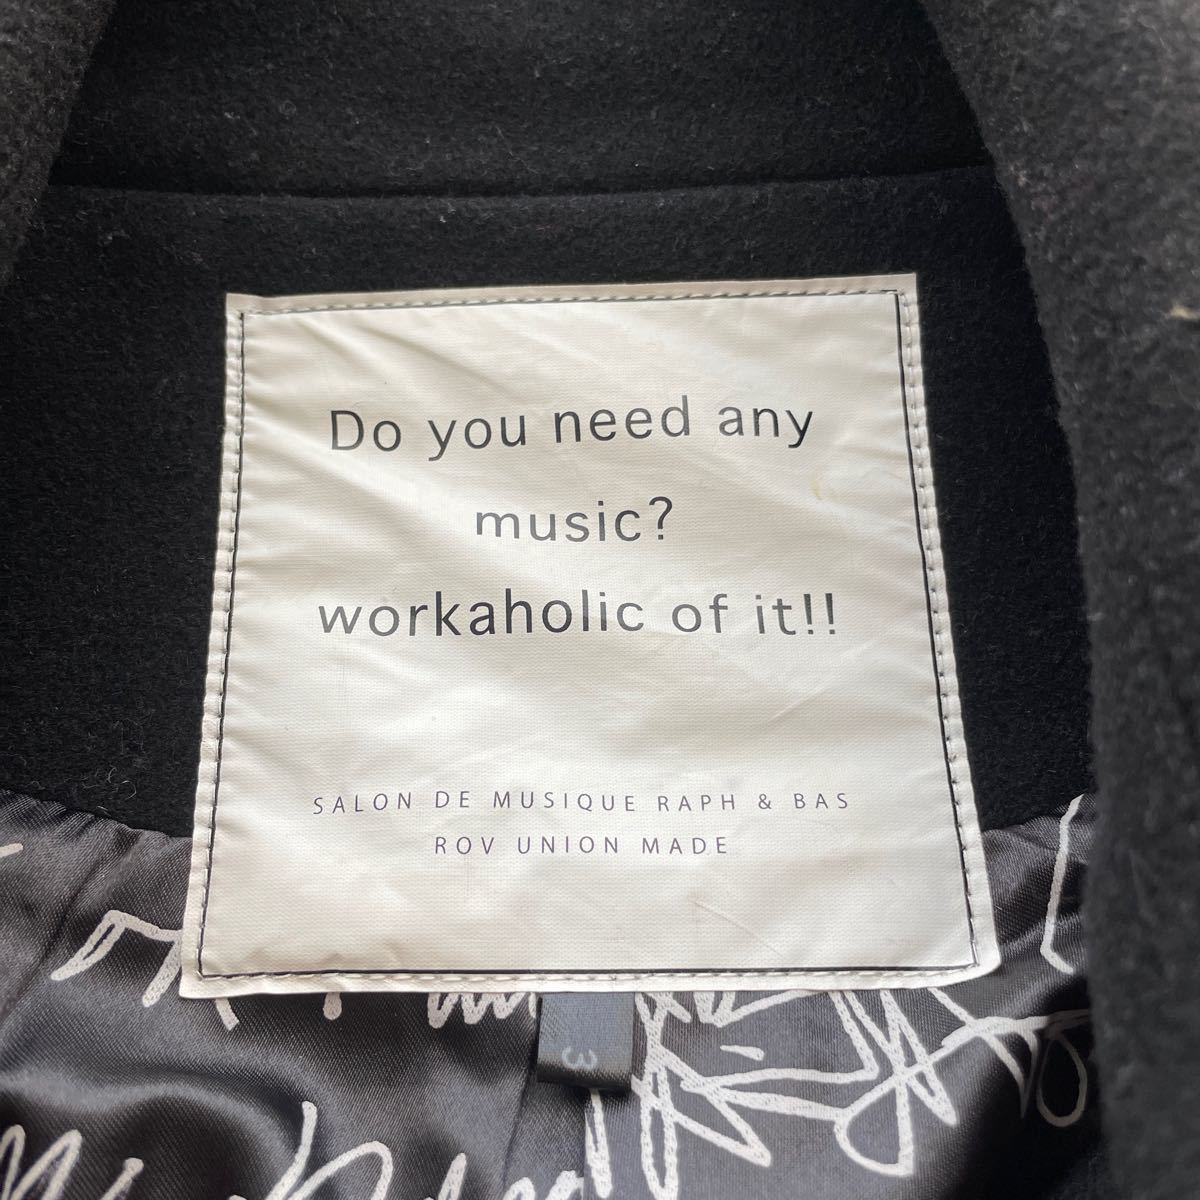 Do you need any
music?
workaholic of it!!
SALON DE MUSIQUE RAPH & BAS
ROV UNION MADE
3